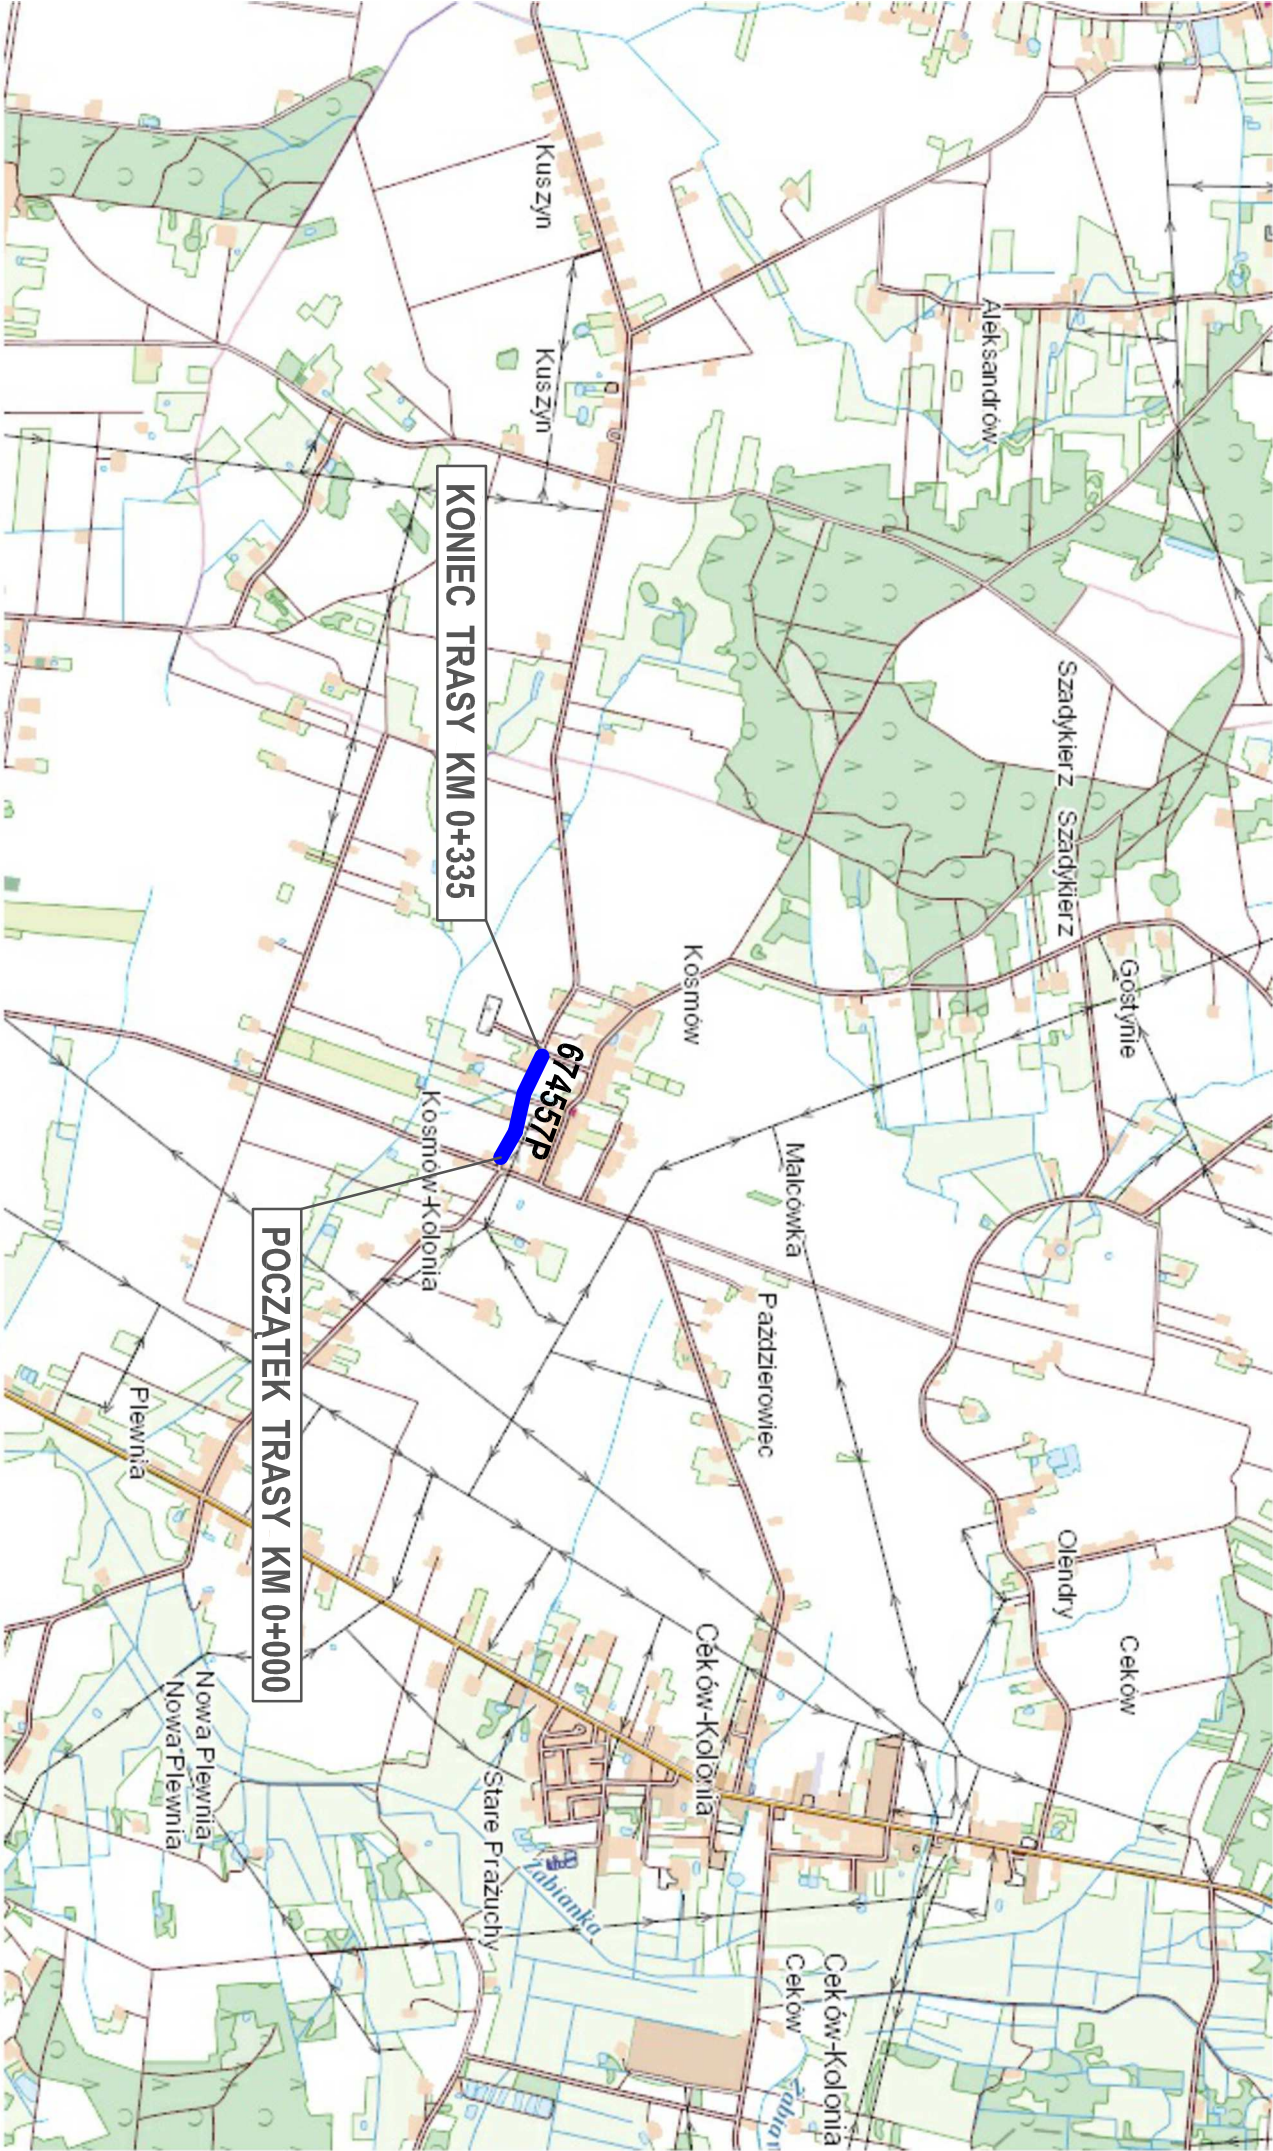 Gostynie
Ceków
Szadykierz
Szadykierz
Olendry
Aleksandrów
Ceków-Kolonia
Malcówka
Ceków
Paździerowiec
Kosmów
Ceków-Kolonia
674557P
Żabianka
Kuszyn
Kuszyn
Stare Prażuchy
KONIEC TRASY KM 0+335
Kosmów-Kolonia
POCZĄTEK TRASY KM 0+000
Nowa Plewnia
Nowa Plewnia
Plewnia